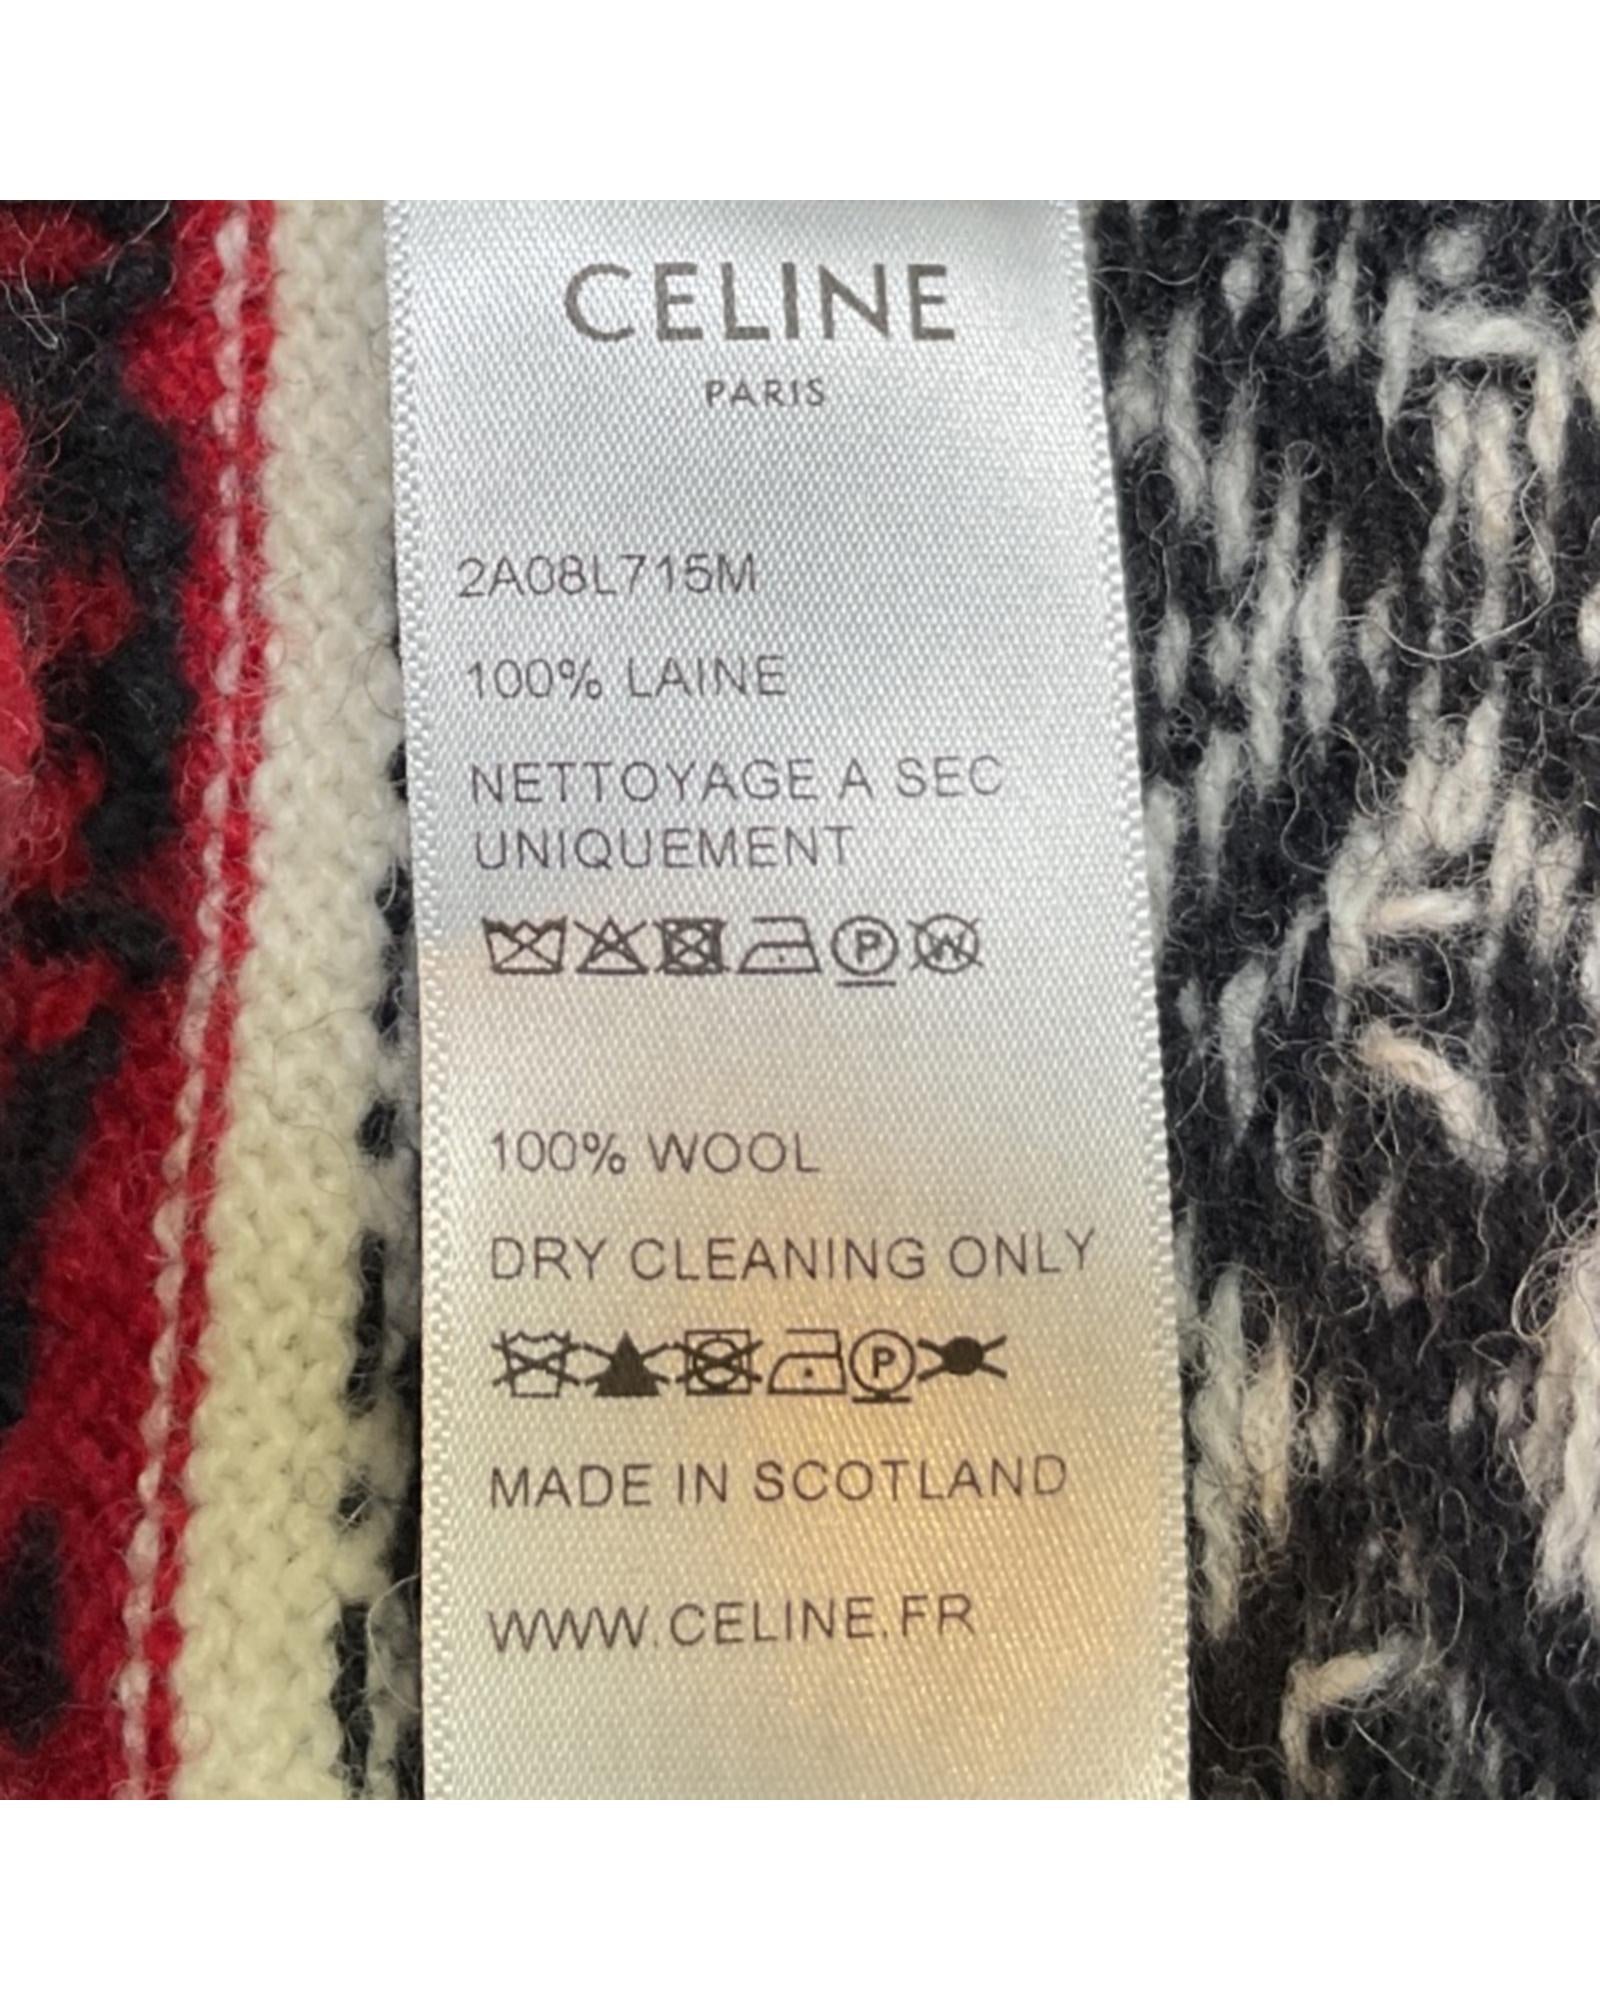 CELINE
PARIS
2A08L715M
100% LAINE
NETTOYAGE A SEC
UNIQUEMENT
P W
100% WOOL
DRY CLEANING ONLY
P
MADE IN SCOTLAND
WWW.CELINE.FR